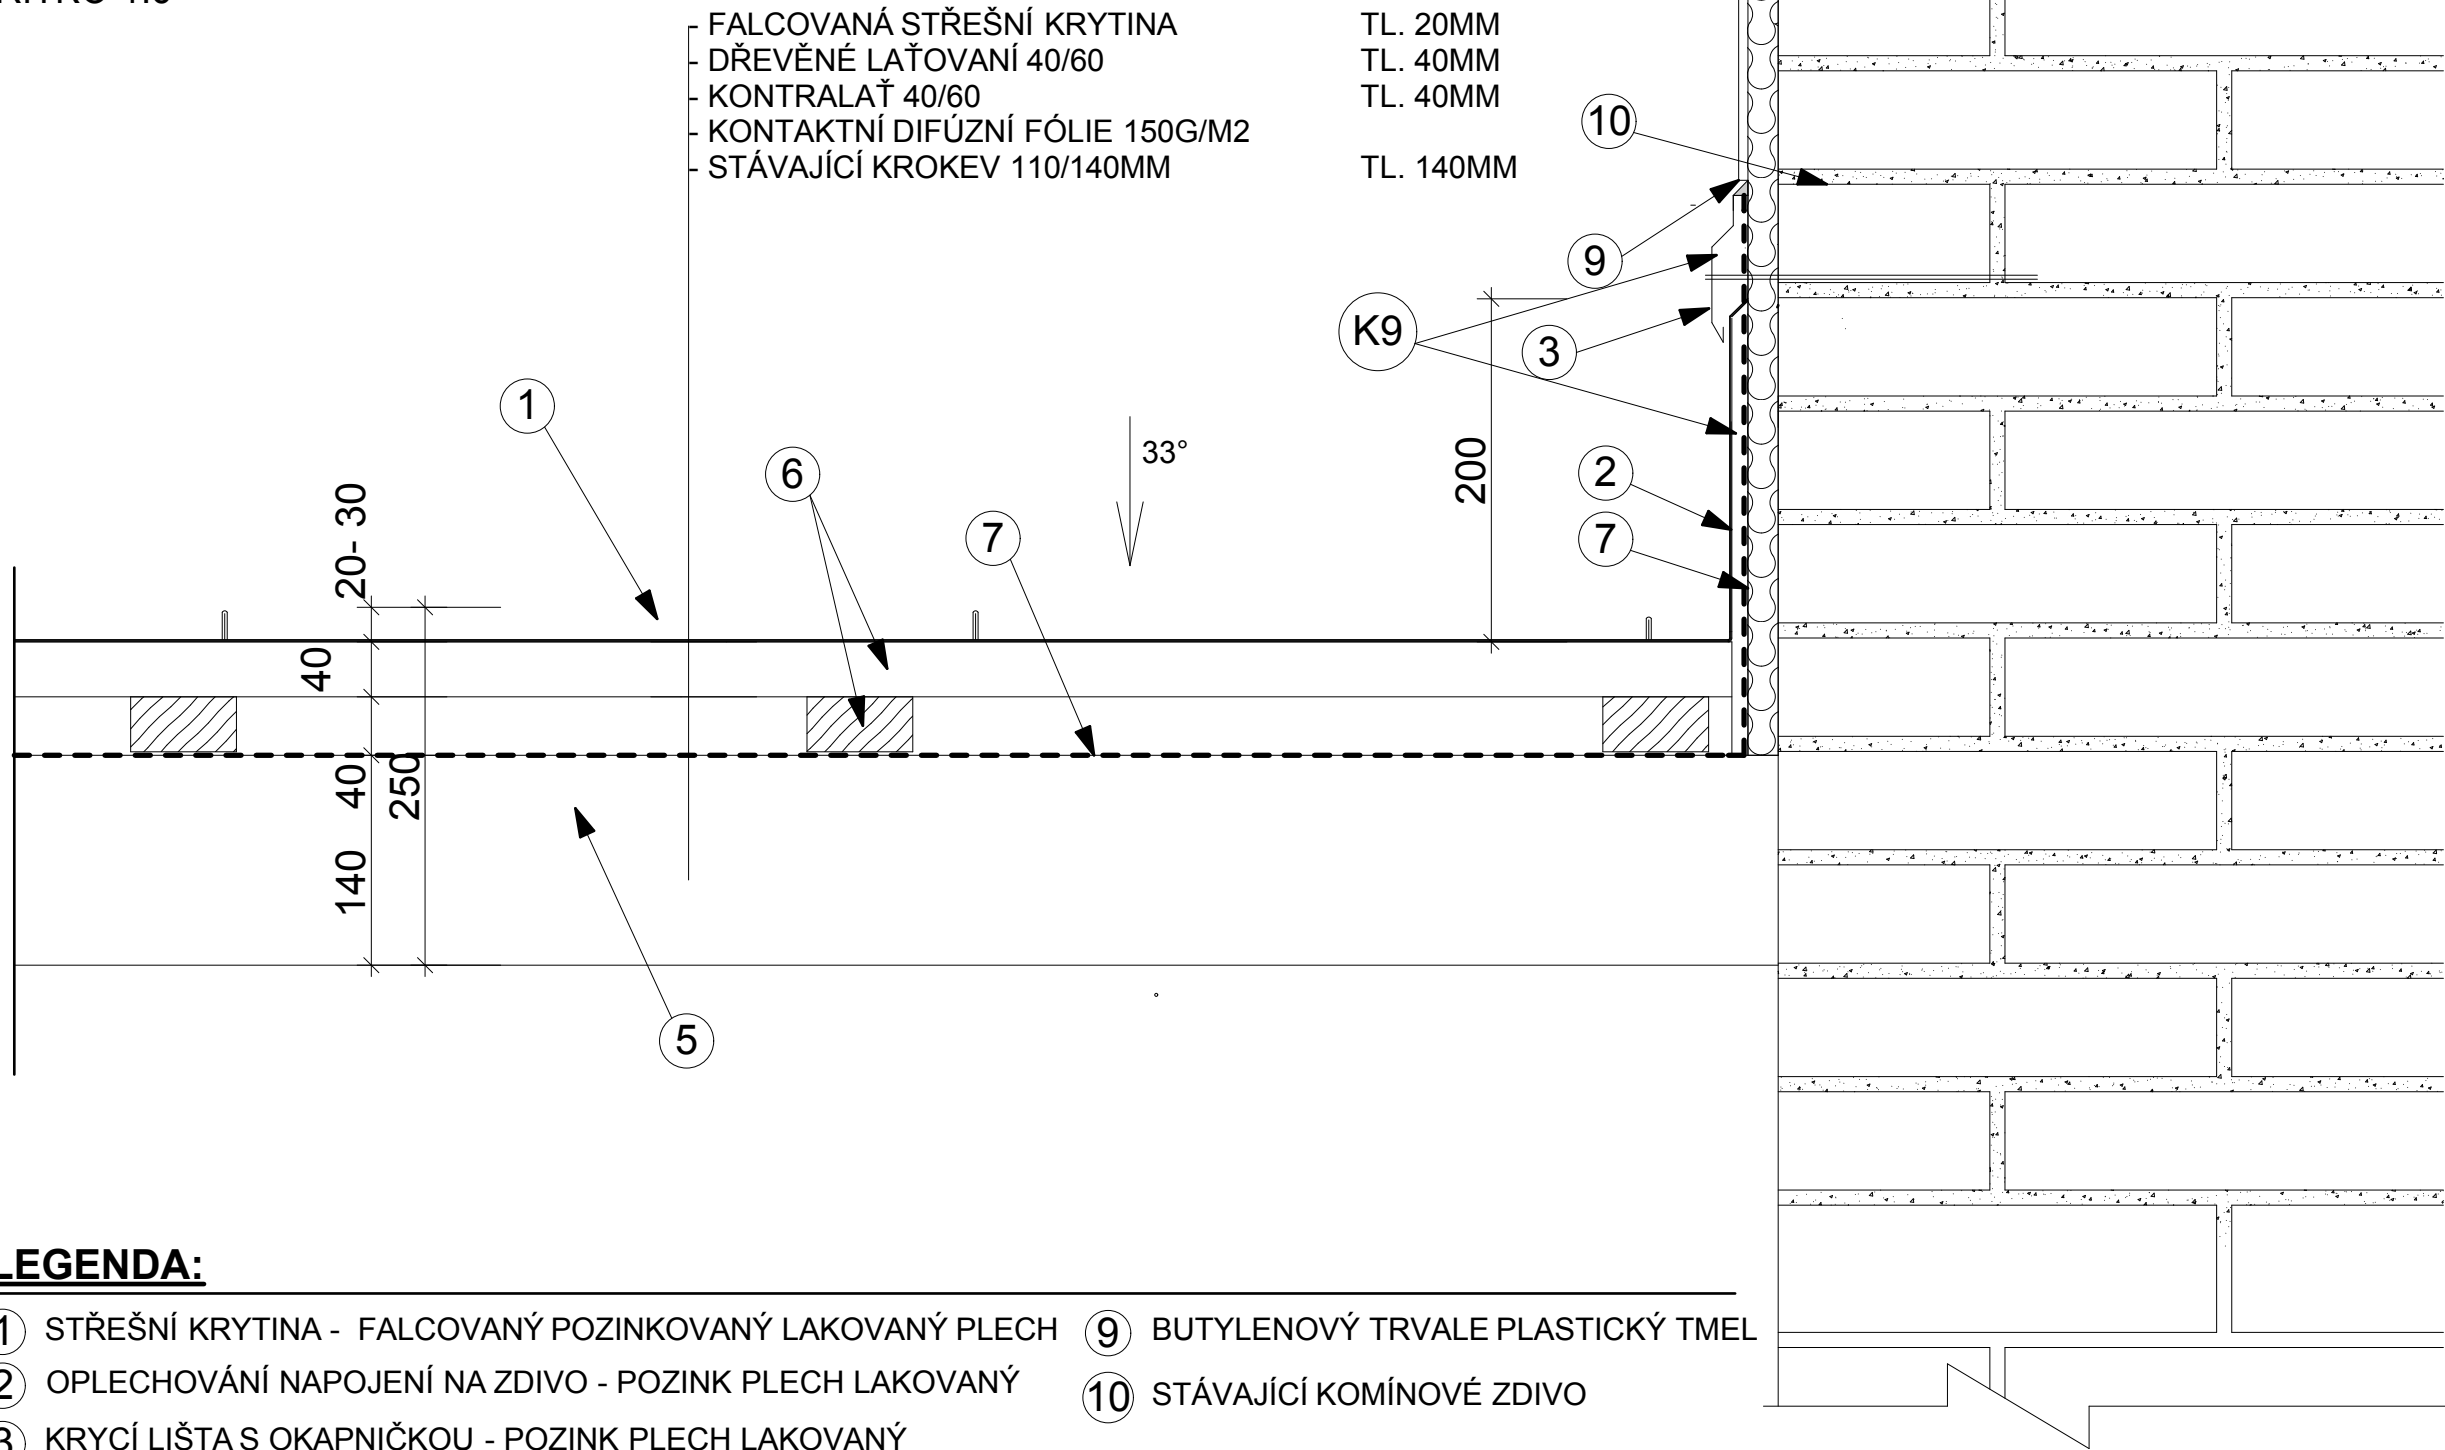 - FALCOVANÁ STŘEŠNÍ KRYTINA TL. 20MM
- DŘEVĚNÉ LAŤOVANÍ 40/60 TL. 40MM
- KONTRALAŤ 40/60 TL. 40MM
- KONTAKTNÍ DIFÚZNÍ FÓLIE 150G/M2
- STÁVAJÍCÍ KROKEV 110/140MM TL. 140MM
10
9
K9
3
1
33°
6
200
2
7
7
20- 30
40
40
250
140
5
LEGENDA:
1 STŘEŠNÍ KRYTINA - FALCOVANÝ POZINKOVANÝ LAKOVANÝ PLECH
2 OPLECHOVÁNÍ NAPOJENÍ NA ZDIVO - POZINK PLECH LAKOVANÝ
3 KRYCÍ LIŠTA S OKAPNIČKOU - POZINK PLECH LAKOVANÝ
9 BUTYLENOVÝ TRVALE PLASTICKÝ TMEL
10 STÁVAJÍCÍ KOMÍNOVÉ ZDIVO